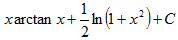 x arctan x + 1/2 ln(1 + x²) + C